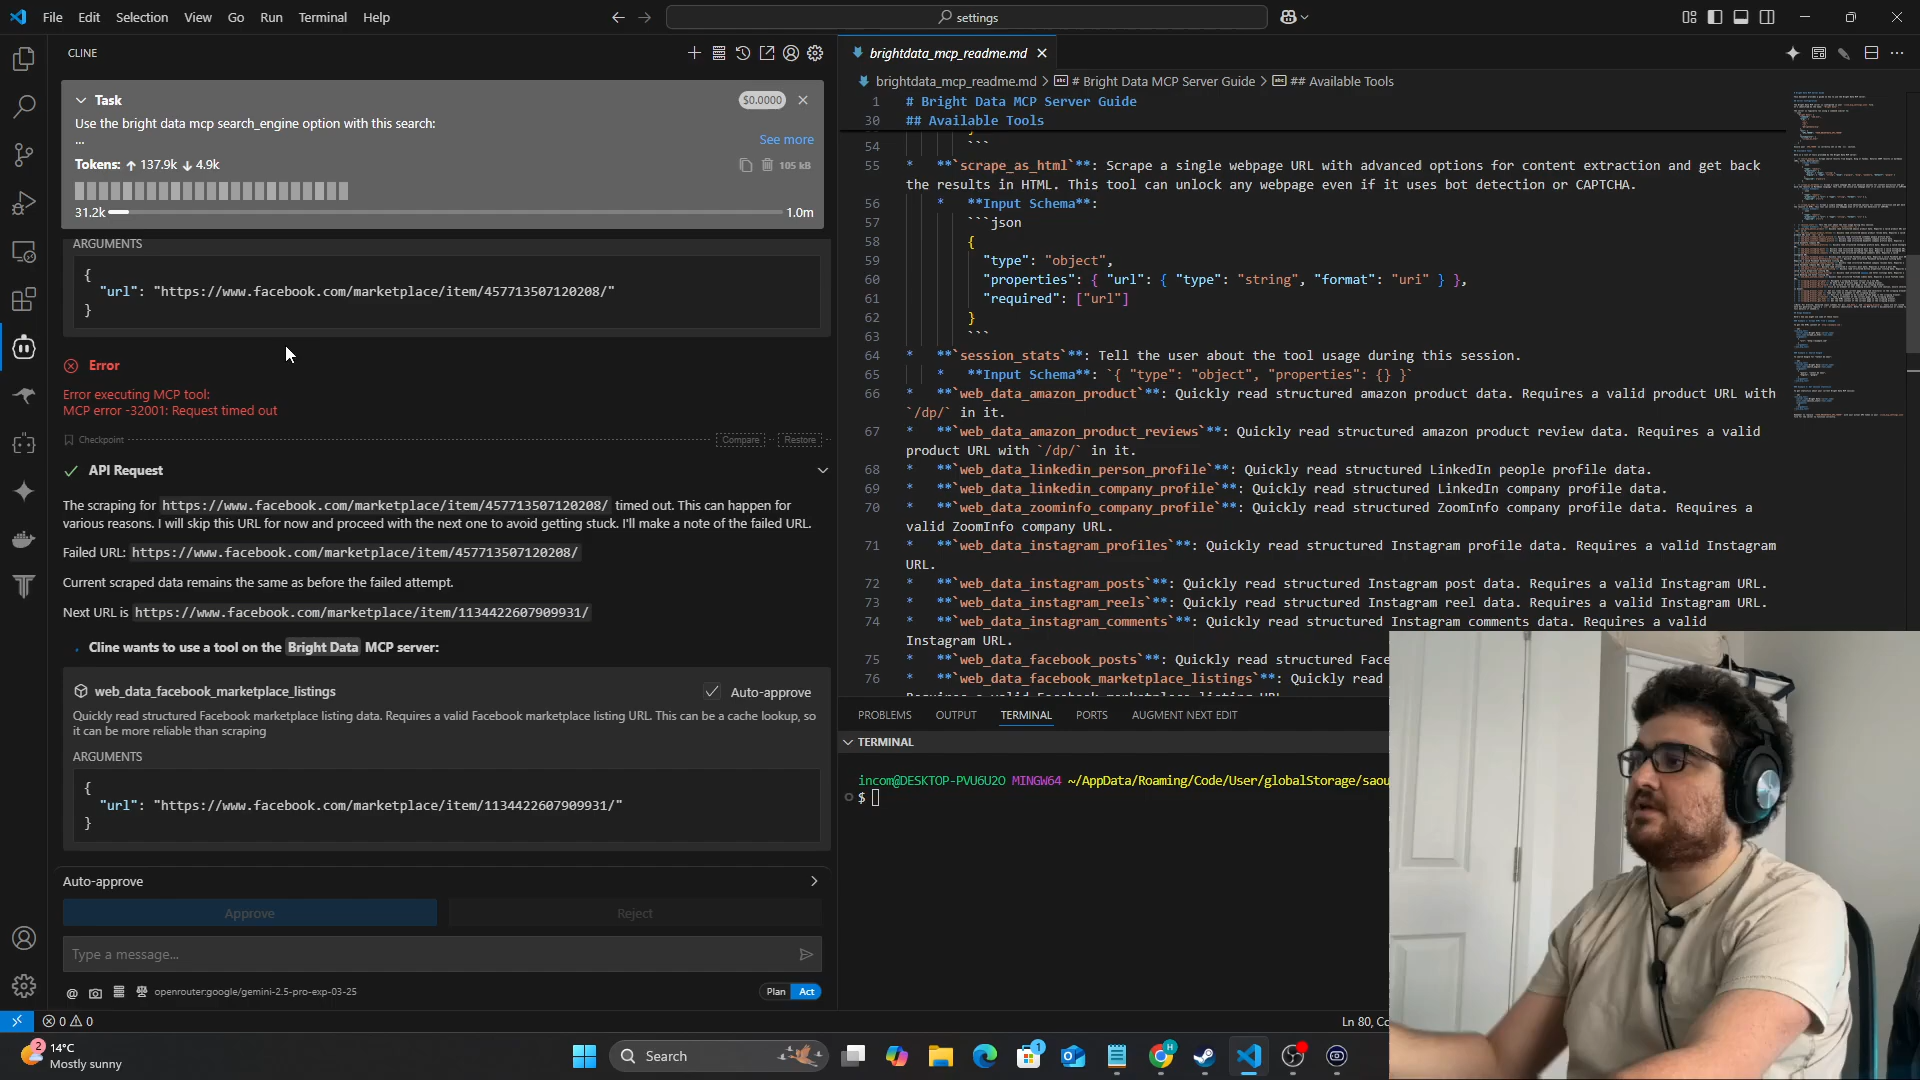 File Edit Selection View Go Run Terminal Help
settings
CLINE
Task
$0.0000
Use the bright data mcp search_engine option with this search:
...
See more
Tokens: ↑ 137.9k ↓ 4.9k
105 kB
31.2k
1.0m
ARGUMENTS
{
"url": "https://www.facebook.com/marketplace/item/457713507120208/"
}
Error
Error executing MCP tool:
MCP error -32001: Request timed out
Checkpoint
Compare
Restore
API Request
The scraping for https://www.facebook.com/marketplace/item/457713507120208/ timed out. This can happen for
various reasons. I will skip this URL for now and proceed with the next one to avoid getting stuck. I'll make a note of the failed URL.
Failed URL: https://www.facebook.com/marketplace/item/457713507120208/
Current scraped data remains the same as before the failed attempt.
Next URL is https://www.facebook.com/marketplace/item/1134422607909931/
Cline wants to use a tool on the Bright Data MCP server:
web_data_facebook_marketplace_listings
Auto-approve
Quickly read structured Facebook marketplace listing data. Requires a valid Facebook marketplace listing URL. This can be a cache lookup, so
it can be more reliable than scraping
ARGUMENTS
{
"url": "https://www.facebook.com/marketplace/item/1134422607909931/"
}
Auto-approve
Approve
Reject
Type a message...
@ openrouter:google/gemini-2.5-pro-exp-03-25
Plan Act
brightdata_mcp_readme.md
brightdata_mcp_readme.md > # Bright Data MCP Server Guide > ## Available Tools
1 # Bright Data MCP Server Guide
30 ## Available Tools
54 ```
55 * **`scrape_as_html`**: Scrape a single webpage URL with advanced options for content extraction and get back
the results in HTML. This tool can unlock any webpage even if it uses bot detection or CAPTCHA.
56 * **Input Schema**:
57 ```json
58 {
59 "type": "object",
60 "properties": { "url": { "type": "string", "format": "uri" } },
61 "required": ["url"]
62 }
63 ```
64 * **`session_stats`**: Tell the user about the tool usage during this session.
65 * **Input Schema**: `{ "type": "object", "properties": {} }`
66 * **`web_data_amazon_product`**: Quickly read structured amazon product data. Requires a valid product URL with
`/dp/` in it.
67 * **`web_data_amazon_product_reviews`**: Quickly read structured amazon product review data. Requires a valid
product URL with `/dp/` in it.
68 * **`web_data_linkedin_person_profile`**: Quickly read structured LinkedIn people profile data.
69 * **`web_data_linkedin_company_profile`**: Quickly read structured LinkedIn company profile data.
70 * **`web_data_zoominfo_company_profile`**: Quickly read structured ZoomInfo company profile data. Requires a
valid ZoomInfo company URL.
71 * **`web_data_instagram_profiles`**: Quickly read structured Instagram profile data. Requires a valid Instagram
URL.
72 * **`web_data_instagram_posts`**: Quickly read structured Instagram post data. Requires a valid Instagram URL.
73 * **`web_data_instagram_reels`**: Quickly read structured Instagram reel data. Requires a valid Instagram URL.
74 * **`web_data_instagram_comments`**: Quickly read structured Instagram comments data. Requires a valid
Instagram URL.
75 * **`web_data_facebook_posts`**: Quickly read structured Face
76 * **`web_data_facebook_marketplace_listings`**: Quickly read
PROBLEMS OUTPUT TERMINAL PORTS AUGMENT NEXT EDIT
TERMINAL
incom@DESKTOP-PVU6U2O MINGW64 ~/AppData/Roaming/Code/User/globalStorage/saou
$
0 0
Ln 80, Co
2
14°C
Mostly sunny
Search
1
H